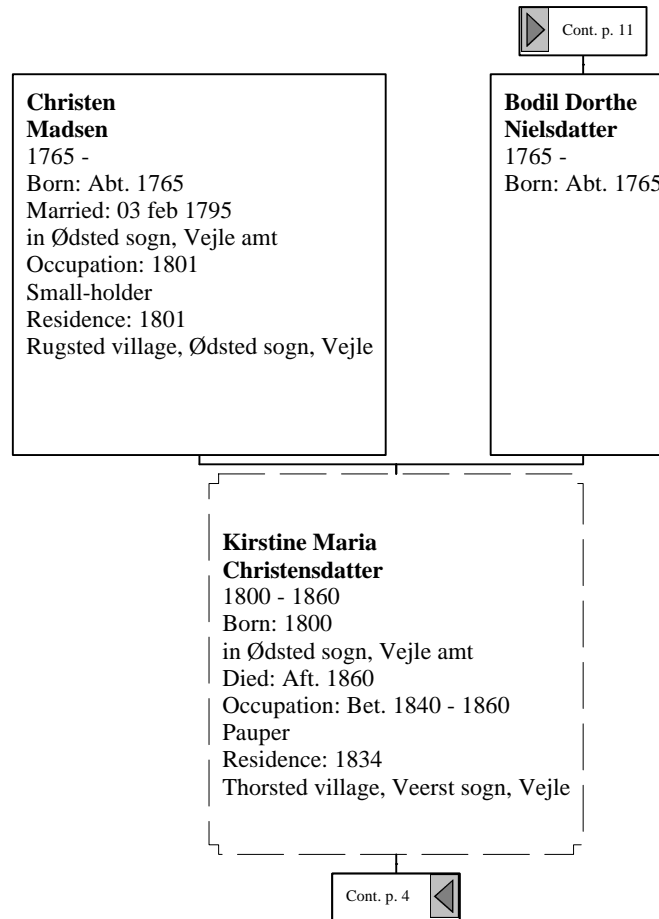 Cont. p. 11
Christen
Madsen
1765 -
Born: Abt. 1765
Married: 03 feb 1795
in Ødsted sogn, Vejle amt
Occupation: 1801
Small-holder
Residence: 1801
Rugsted village, Ødsted sogn, Vejle
Bodil Dorthe
Nielsdatter
1765 -
Born: Abt. 1765
Kirstine Maria
Christensdatter
1800 - 1860
Born: 1800
in Ødsted sogn, Vejle amt
Died: Aft. 1860
Occupation: Bet. 1840 - 1860
Pauper
Residence: 1834
Thorsted village, Veerst sogn, Vejle
Cont. p. 4